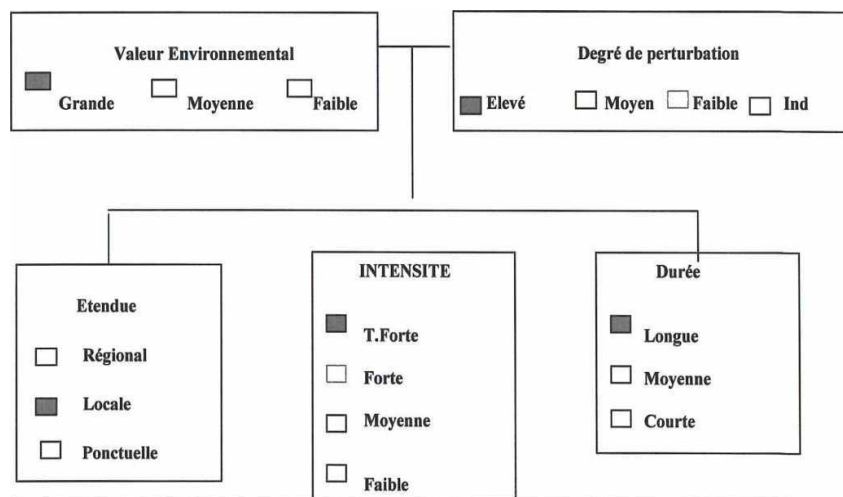 Valeur Environnemental
Grande Moyenne Faible
Degré de perturbation
Elevé Moyen Faible Ind
Etendue
Régional
Locale
Ponctuelle
INTENSITE
T.Forte
Forte
Moyenne
Faible
Durée
Longue
Moyenne
Courte